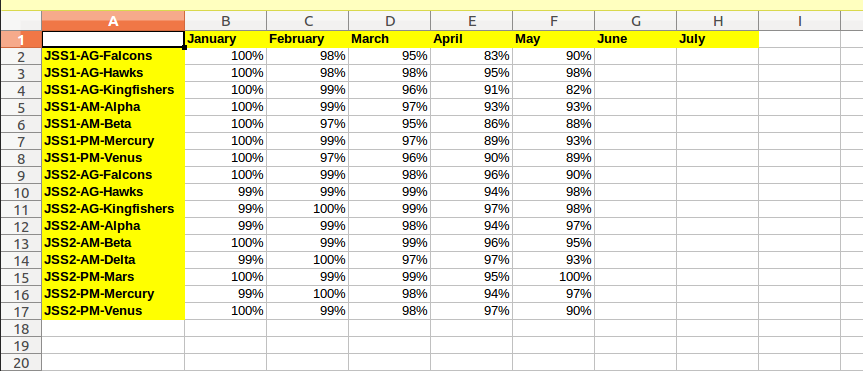 A B C D E F G H I
1 January February March April May June July
2 JSS1-AG-Falcons 100% 98% 95% 83% 90%
3 JSS1-AG-Hawks 100% 98% 98% 95% 98%
4 JSS1-AG-Kingfishers 100% 99% 96% 91% 82%
5 JSS1-AM-Alpha 100% 99% 97% 93% 93%
6 JSS1-AM-Beta 100% 97% 95% 86% 88%
7 JSS1-PM-Mercury 100% 99% 97% 89% 93%
8 JSS1-PM-Venus 100% 97% 96% 90% 89%
9 JSS2-AG-Falcons 100% 99% 98% 96% 90%
10 JSS2-AG-Hawks 99% 99% 99% 94% 98%
11 JSS2-AG-Kingfishers 99% 100% 99% 97% 98%
12 JSS2-AM-Alpha 99% 99% 98% 94% 97%
13 JSS2-AM-Beta 100% 99% 99% 96% 95%
14 JSS2-AM-Delta 99% 100% 97% 97% 93%
15 JSS2-PM-Mars 100% 99% 99% 95% 100%
16 JSS2-PM-Mercury 99% 100% 98% 94% 97%
17 JSS2-PM-Venus 100% 99% 98% 97% 90%
18
19
20